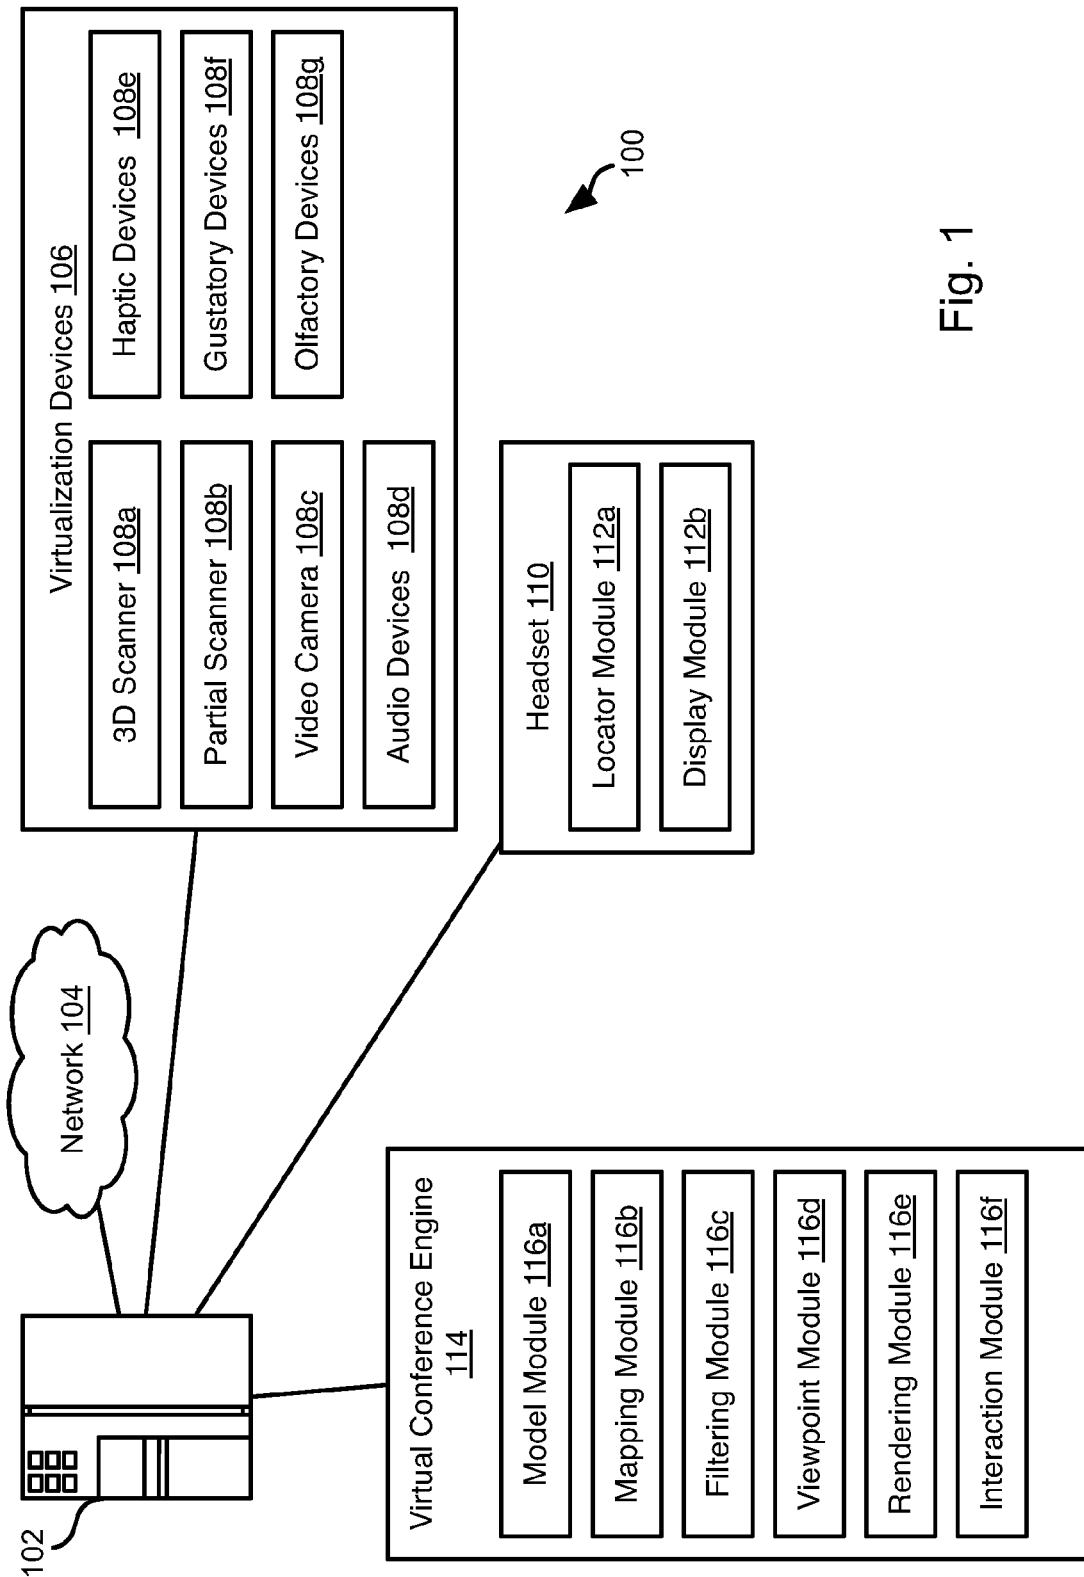 102
Network 104
Virtualization Devices 106
3D Scanner 108a
Partial Scanner 108b
Video Camera 108c
Audio Devices 108d
Haptic Devices 108e
Gustatory Devices 108f
Olfactory Devices 108g
Virtual Conference Engine
114
Model Module 116a
Mapping Module 116b
Filtering Module 116c
Viewpoint Module 116d
Rendering Module 116e
Interaction Module 116f
Headset 110
Locator Module 112a
Display Module 112b
100
Fig. 1